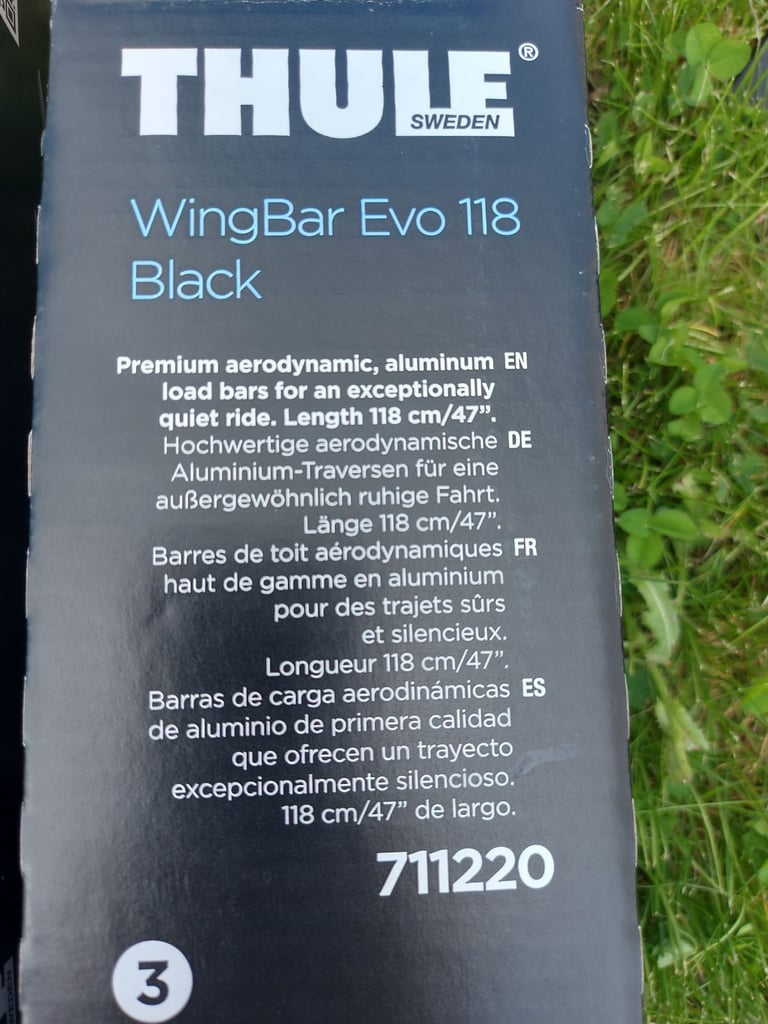 THULE®
SWEDEN
WingBar Evo 118
Black
Premium aerodynamic, aluminum EN
load bars for an exceptionally
quiet ride. Length 118 cm/47”.
Hochwertige aerodynamische DE
Aluminium-Traversen für eine
außergewöhnlich ruhige Fahrt.
Länge 118 cm/47”.
Barres de toit aérodynamiques FR
haut de gamme en aluminium
pour des trajets sûrs
et silencieux.
Longueur 118 cm/47”.
Barras de carga aerodinámicas ES
de aluminio de primera calidad
que ofrecen un trayecto
excepcionalmente silencioso.
118 cm/47” de largo.
711220
3